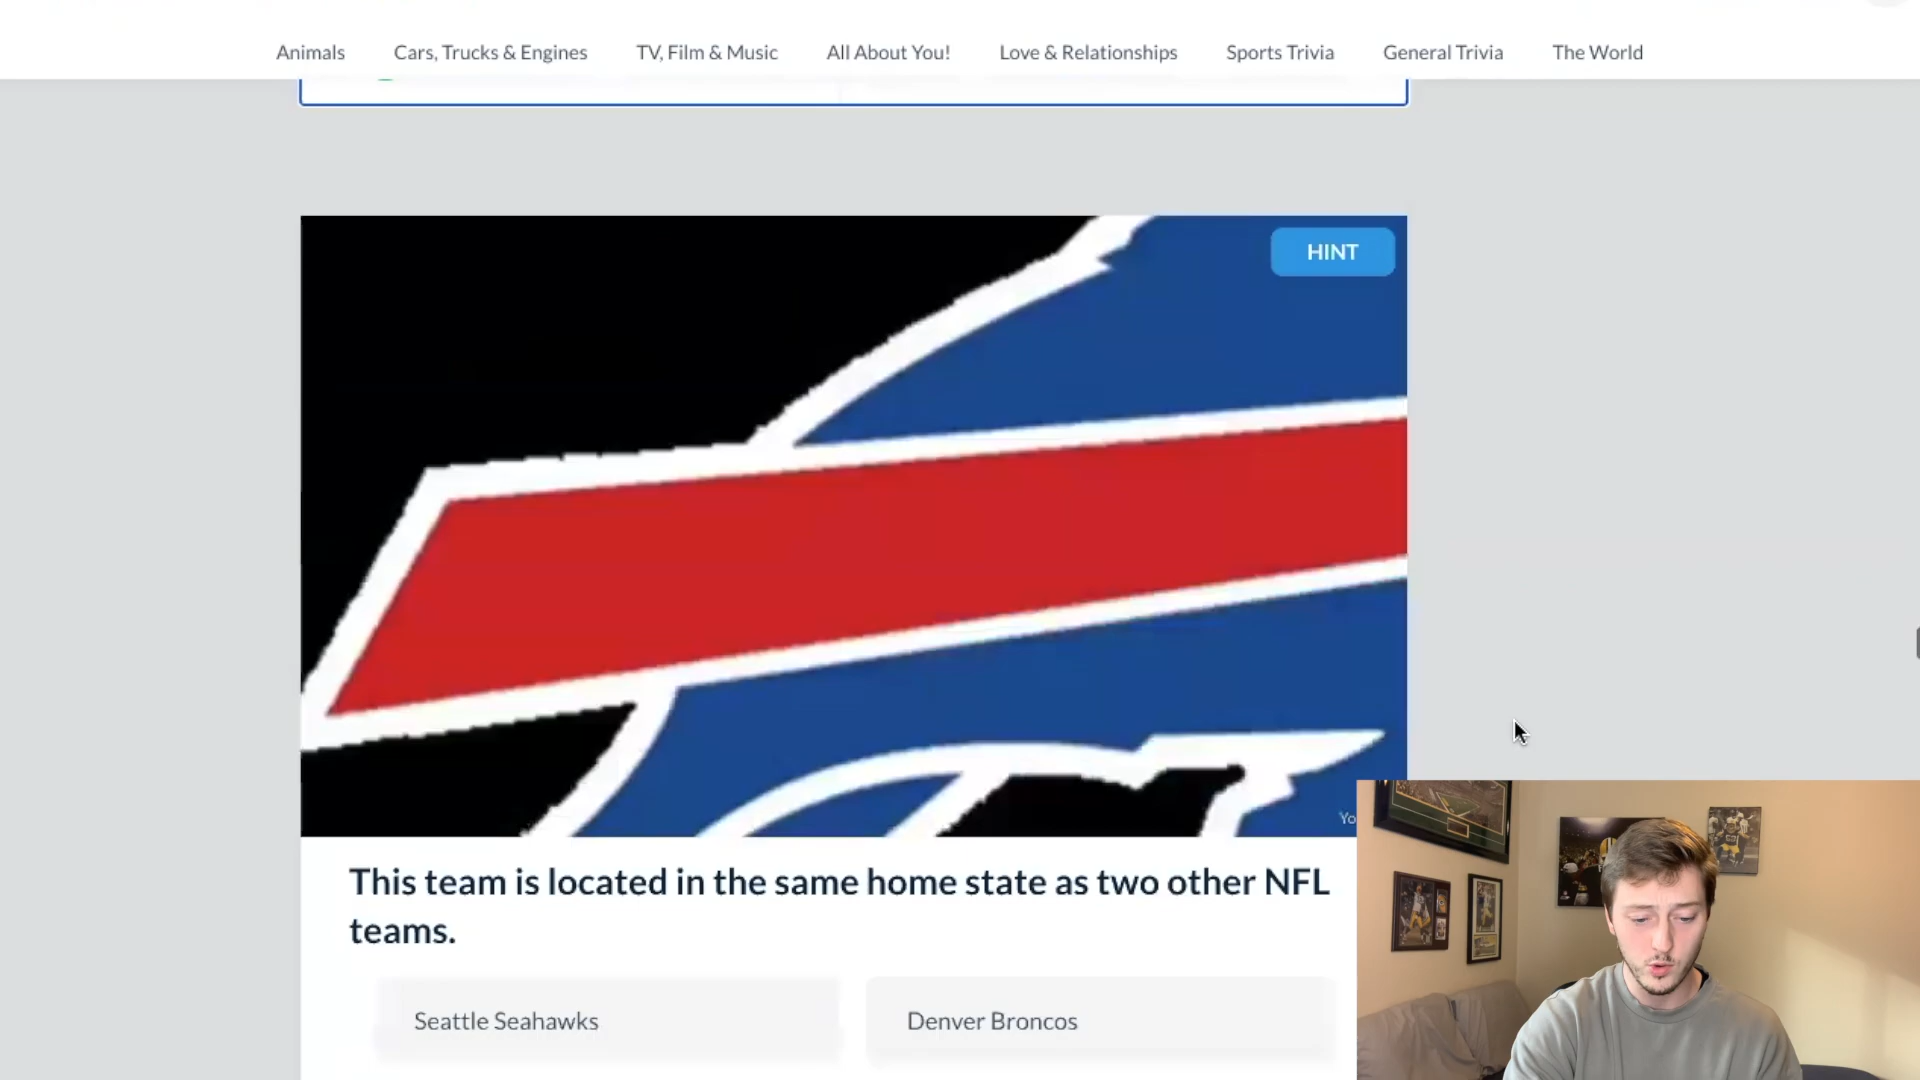 Animals
Cars, Trucks & Engines
TV, Film & Music
All About You!
Love & Relationships
Sports Trivia
General Trivia
The World
HINT
Yo
This team is located in the same home state as two other NFL
teams.
Seattle Seahawks
Denver Broncos